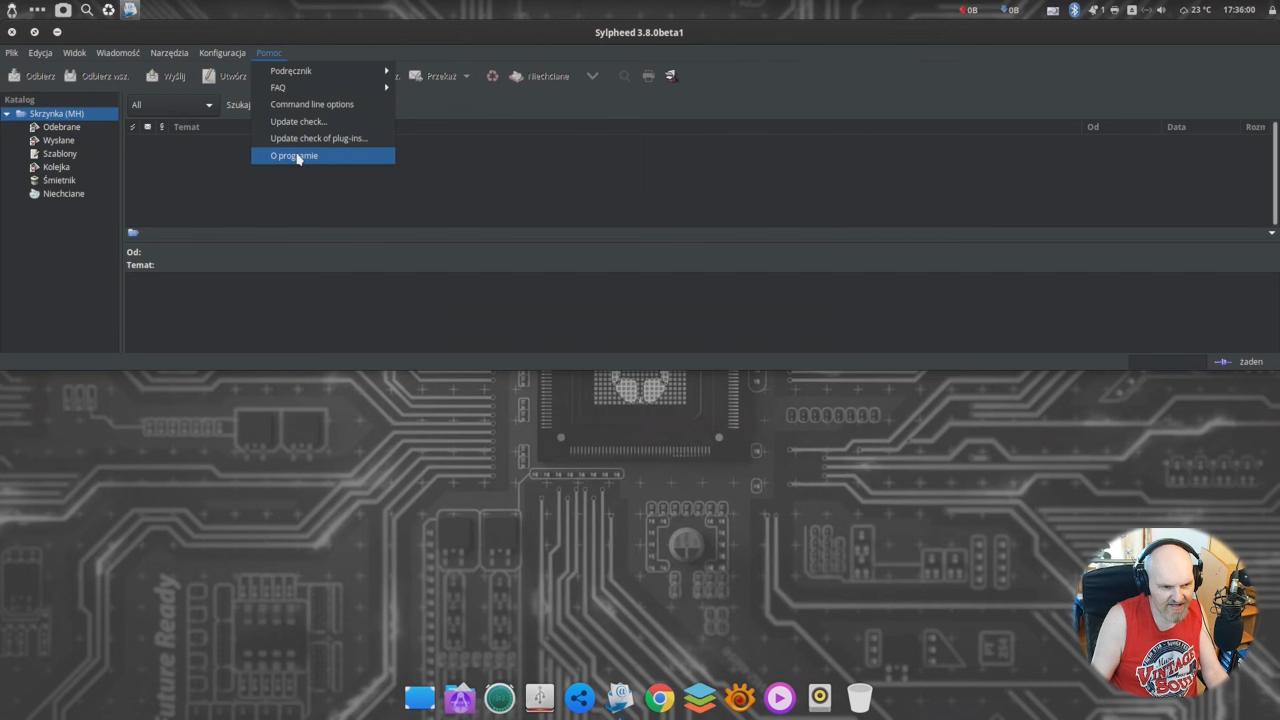 0B 0B 1 23 °C 17:36:00
Sylpheed 3.8.0beta1
Plik Edycja Widok Wiadomość Narzędzia Konfiguracja Pomoc
Odbierz Odbierz wsz. Wyślij Utwórz z. Przekaż Niechciane
Podręcznik
FAQ
Command line options
Update check...
Update check of plug-ins...
O programie
Katalog
Skrzynka (MH)
Odebrane
Wysłane
Szablony
Kolejka
Śmietnik
Niechciane
All Szukaj
Temat Od Data Rozm
Od:
Temat:
żaden
Future Ready
VINTAGE
SOUL